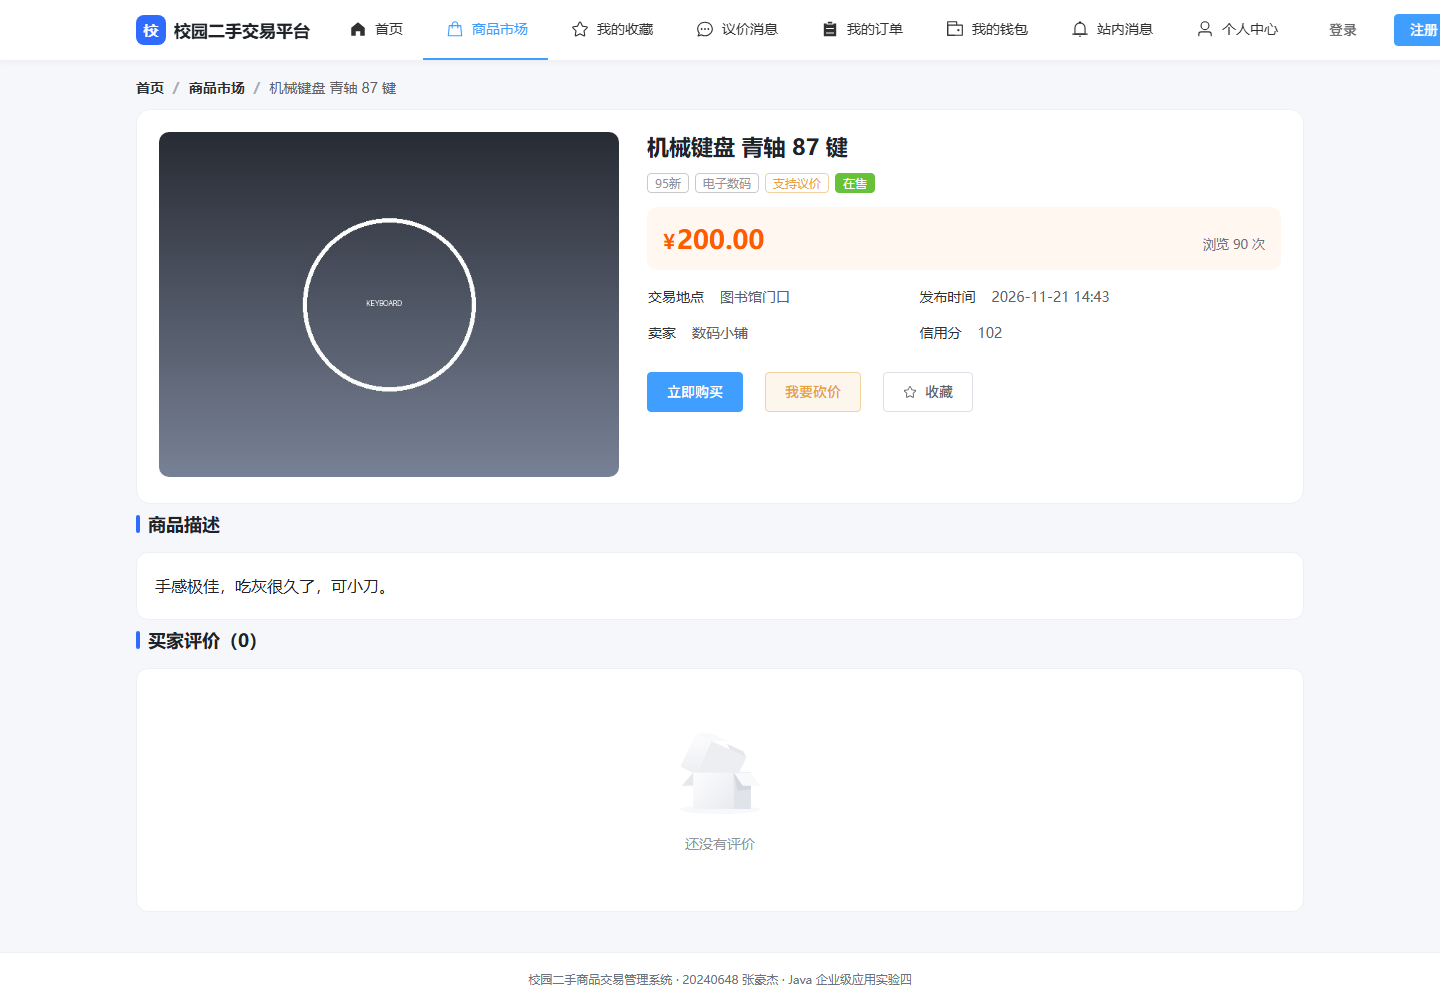 校 校园二手交易平台 首页 商品市场 我的收藏 议价消息 我的订单 我的钱包 站内消息 个人中心 登录 注册
首页 / 商品市场 / 机械键盘 青轴 87 键
KEYBOARD
机械键盘 青轴 87 键
95新 电子数码 支持议价 在售
¥200.00 浏览 90 次
交易地点 图书馆门口 发布时间 2026-11-21 14:43
卖家 数码小铺 信用分 102
立即购买 我要砍价 收藏
商品描述
手感极佳，吃灰很久了，可小刀。
买家评价（0）
还没有评价
校园二手商品交易管理系统 · 20240648 张豪杰 · Java 企业级应用实验四